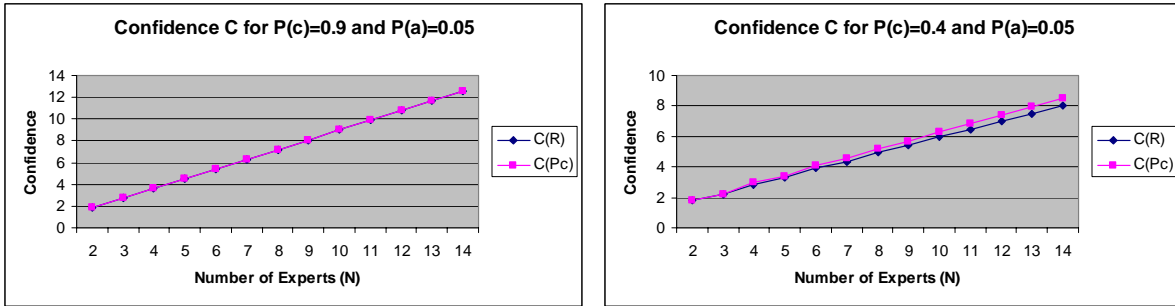 Confidence C for P(c)=0.9 and P(a)=0.05
14
12
10
8
6
4
2
0
Confidence
2 3 4 5 6 7 8 9 10 11 12 13 14
Number of Experts (N)
C(R)
C(Pc)
Confidence C for P(c)=0.4 and P(a)=0.05
10
8
6
4
2
0
Confidence
2 3 4 5 6 7 8 9 10 11 12 13 14
Number of Experts (N)
C(R)
C(Pc)